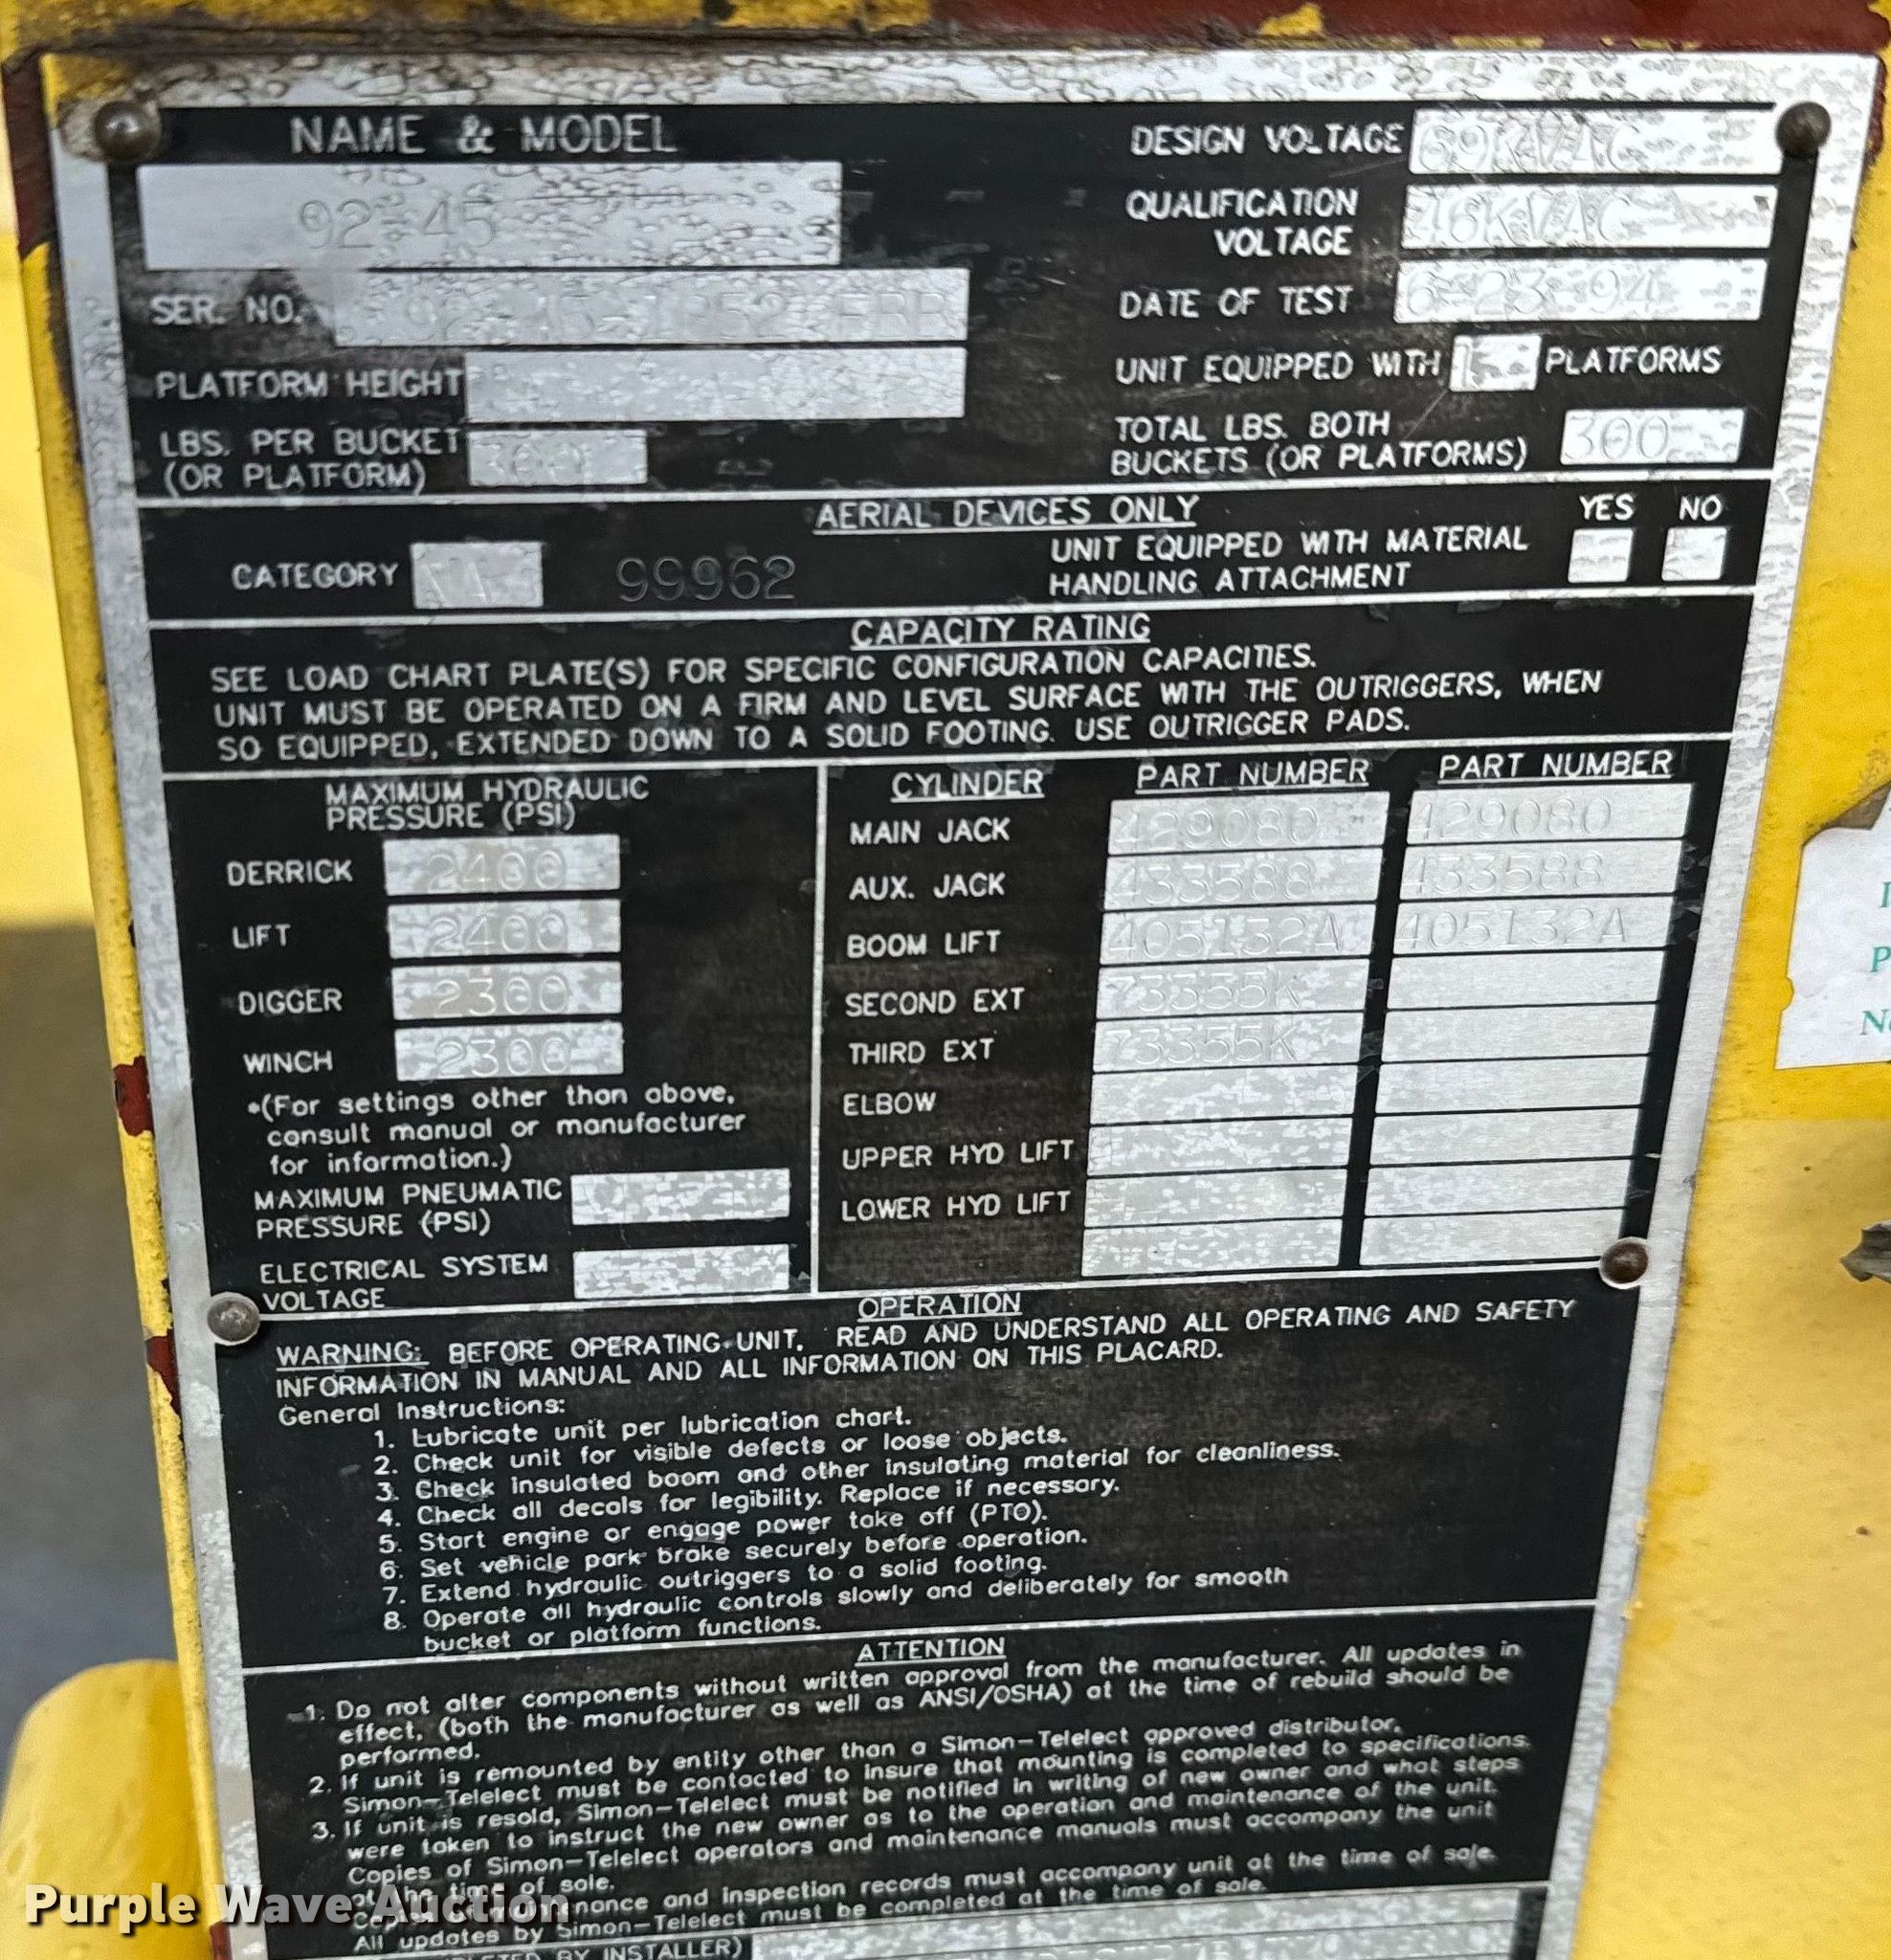 NAME & MODEL
92-45
SER. NO.
PLATFORM HEIGHT
LBS. PER BUCKET 300
(OR PLATFORM)
DESIGN VOLTAGE 69KVAC
QUALIFICATION 46KVAC
VOLTAGE
DATE OF TEST 6-23-94
UNIT EQUIPPED WITH 1 PLATFORMS
TOTAL LBS. BOTH 300
BUCKETS (OR PLATFORMS)
AERIAL DEVICES ONLY
YES NO
CATEGORY 99962
UNIT EQUIPPED WITH MATERIAL
HANDLING ATTACHMENT
CAPACITY RATING
SEE LOAD CHART PLATE(S) FOR SPECIFIC CONFIGURATION CAPACITIES.
UNIT MUST BE OPERATED ON A FIRM AND LEVEL SURFACE WITH THE OUTRIGGERS, WHEN
SO EQUIPPED, EXTENDED DOWN TO A SOLID FOOTING. USE OUTRIGGER PADS.
MAXIMUM HYDRAULIC
PRESSURE (PSI)
DERRICK 2400
LIFT 2400
DIGGER 2300
WINCH 2300
*(For settings other than above,
consult manual or manufacturer
for information.)
MAXIMUM PNEUMATIC
PRESSURE (PSI)
ELECTRICAL SYSTEM
VOLTAGE
CYLINDER PART NUMBER PART NUMBER
MAIN JACK 429080 429080
AUX. JACK 433588 433588
BOOM LIFT 405132A 405132A
SECOND EXT 73355K
THIRD EXT 73355K
ELBOW
UPPER HYD LIFT
LOWER HYD LIFT
OPERATION
WARNING: BEFORE OPERATING UNIT, READ AND UNDERSTAND ALL OPERATING AND SAFETY
INFORMATION IN MANUAL AND ALL INFORMATION ON THIS PLACARD.
General Instructions:
1. Lubricate unit per lubrication chart.
2. Check unit for visible defects or loose objects.
3. Check insulated boom and other insulating material for cleanliness.
4. Check all decals for legibility. Replace if necessary.
5. Start engine or engage power take off (PTO).
6. Set vehicle park brake securely before operation.
7. Extend hydraulic outriggers to a solid footing.
8. Operate all hydraulic controls slowly and deliberately for smooth
bucket or platform functions.
ATTENTION
1. Do not alter components without written approval from the manufacturer. All updates in
effect, (both the manufacturer as well as ANSI/OSHA) at the time of rebuild should be
performed.
2. If unit is remounted by entity other than a Simon-Telelect approved distributor,
Simon-Telelect must be contacted to insure that mounting is completed to specifications.
3. If unit is resold, Simon-Telelect must be notified in writing of new owner and what steps
were taken to instruct the new owner as to the operation and maintenance of the unit.
Copies of Simon-Telelect operators and maintenance manuals must accompany the unit
at the time of sale.
and inspection records must accompany unit at the time of sale.
All updates by Simon-Telelect must be completed at the time of sale.
BY INSTALLER)
Purple Wave Auction